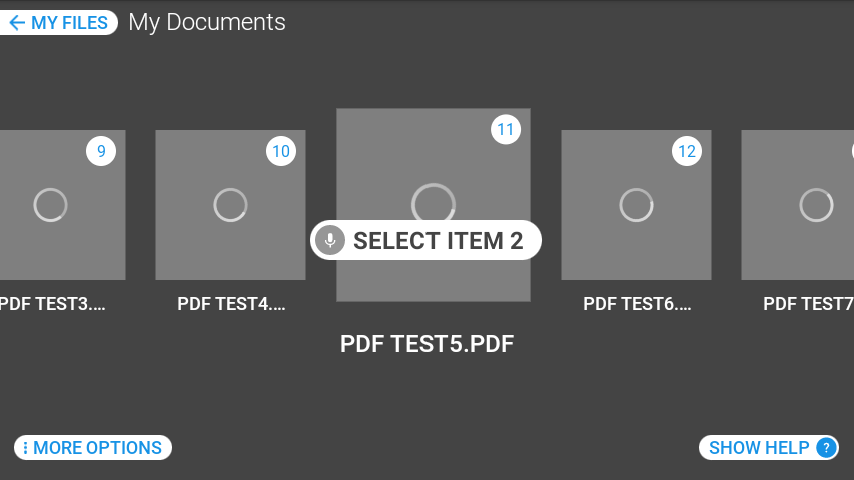 MY FILES My Documents
9
10
11
12
SELECT ITEM 2
PDF TEST3.... PDF TEST4.... PDF TEST6.... PDF TEST7
PDF TEST5.PDF
MORE OPTIONS
SHOW HELP ?